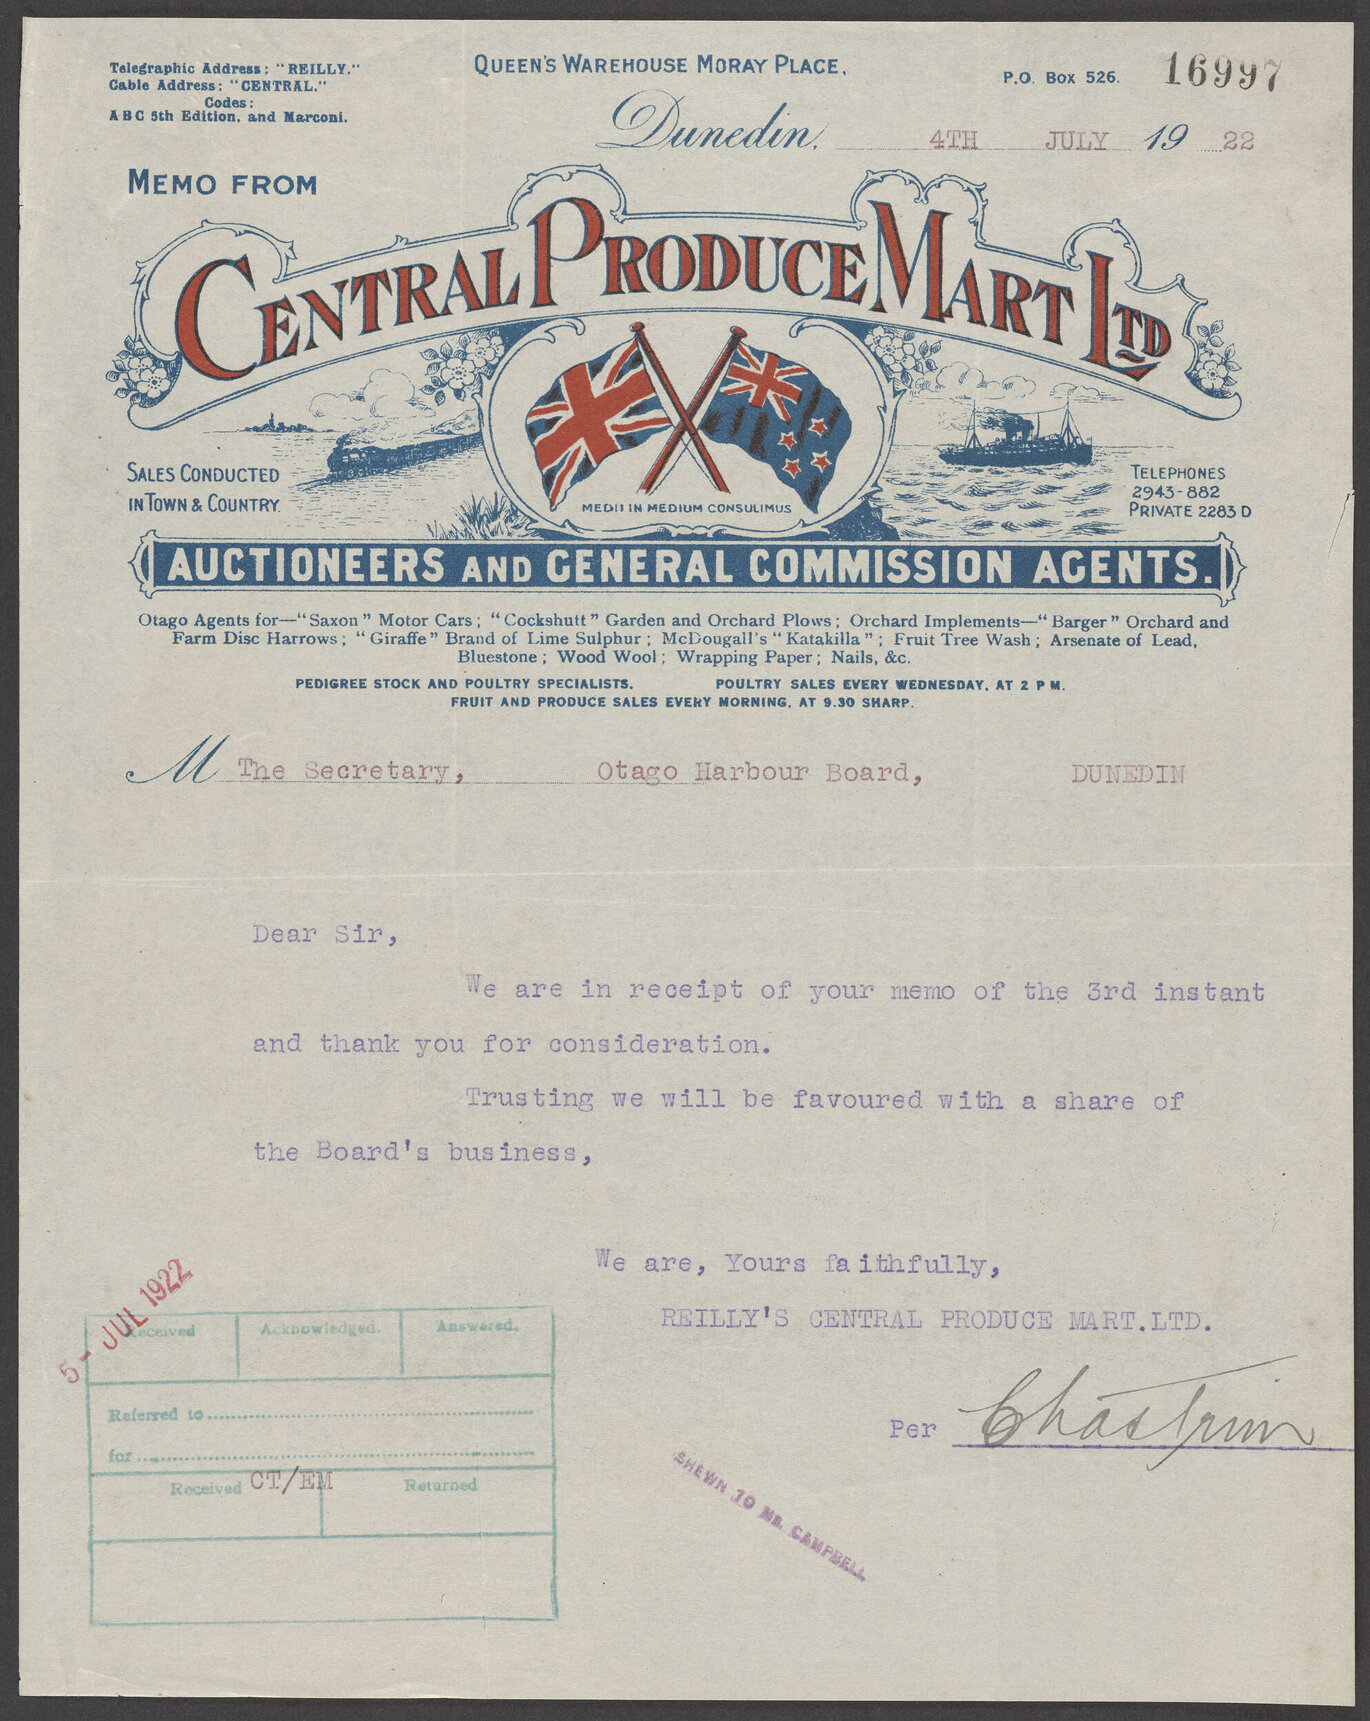 Telegraphic Address: "REILLY."
Cable Address: "CENTRAL."
Codes:
A B C 5th Edition. and Marconi.
QUEEN'S WAREHOUSE MORAY PLACE,
P.O. BOX 526.
16997
Dunedin, 4TH JULY 19 22
MEMO FROM
CENTRAL PRODUCE MART LTD
SALES CONDUCTED
IN TOWN & COUNTRY.
MEDII IN MEDIUM CONSULIMUS
TELEPHONES
2943-882
PRIVATE 2283 D
AUCTIONEERS AND GENERAL COMMISSION AGENTS.
Otago Agents for—"Saxon" Motor Cars; "Cockshutt" Garden and Orchard Plows; Orchard Implements—"Barger" Orchard and
Farm Disc Harrows; "Giraffe" Brand of Lime Sulphur; McDougall's "Katakilla"; Fruit Tree Wash; Arsenate of Lead,
Bluestone; Wood Wool; Wrapping Paper; Nails, &c.
PEDIGREE STOCK AND POULTRY SPECIALISTS. POULTRY SALES EVERY WEDNESDAY, AT 2 P M.
FRUIT AND PRODUCE SALES EVERY MORNING, AT 9.30 SHARP.
M The Secretary, Otago Harbour Board, DUNEDIN
Dear Sir,
We are in receipt of your memo of the 3rd instant
and thank you for consideration.
Trusting we will be favoured with a share of
the Board's business,
We are, Yours faithfully,
REILLY'S CENTRAL PRODUCE MART.LTD.
Per
5- JUL 1922
Received Acknowledged. Answered.
Referred to
for
Received CT/EM Returned
SHEWN TO MR. CAMPBELL